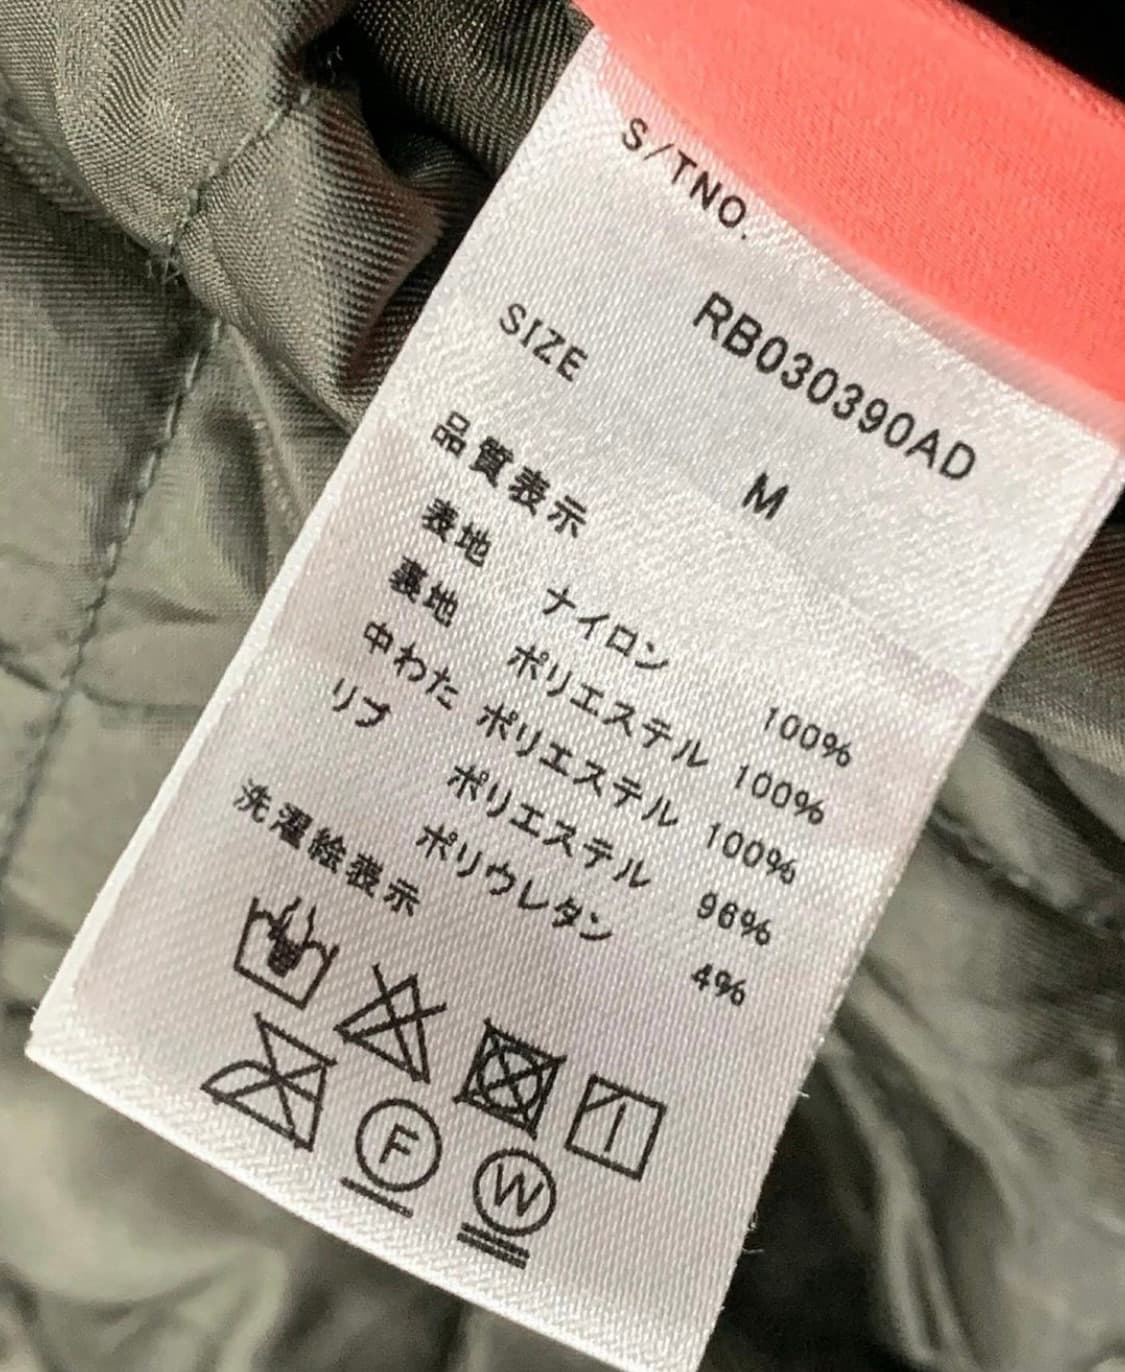 S/TNO.
RB030390AD
SIZE M
品質表示
表地 ナイロン 100%
裏地 ポリエステル 100%
中わた ポリエステル 100%
リブ ポリエステル 96%
ポリウレタン 4%
洗濯絵表示
F W